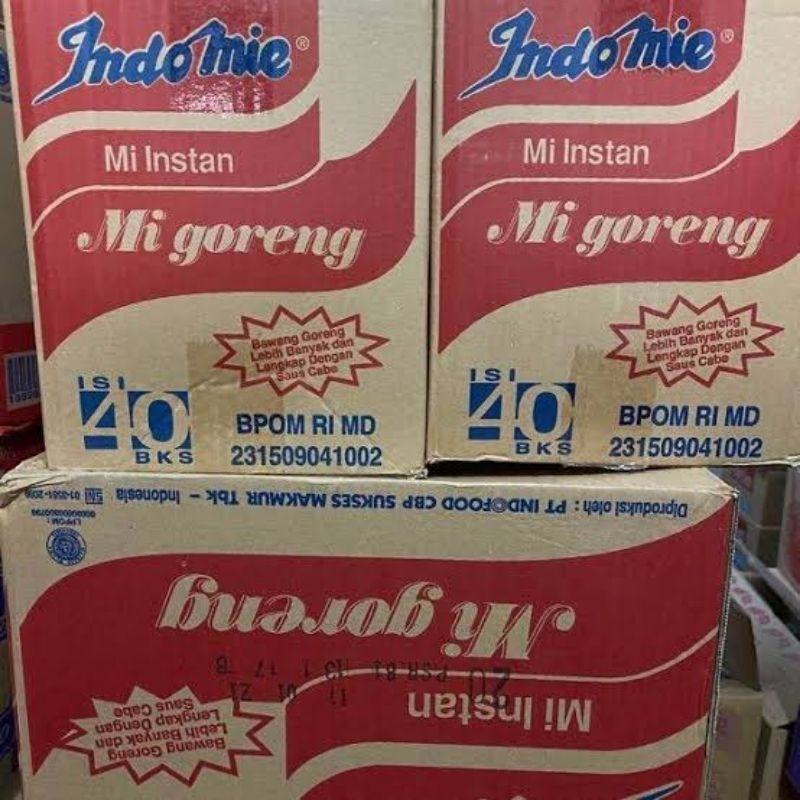 Indomie®
Mi Instan
Mi goreng
Bawang Goreng
Lebih Banyak dan
Lengkap Dengan
Saus Cabe
ISI
40
BKS
BPOM RI MD
231509041002
Indomie®
Mi Instan
Mi goreng
Bawang Goreng
Lebih Banyak dan
Lengkap Dengan
Saus Cabe
ISI
40
BKS
BPOM RI MD
231509041002
Diproduksi oleh : PT INDOFOOD CBP SUKSES MAKMUR Tbk – Indonesia
SNI
LPPOM :
Mi goreng
Mi Instan
Bawang Goreng
Lebih Banyak dan
Lengkap Dengan
Saus Cabe